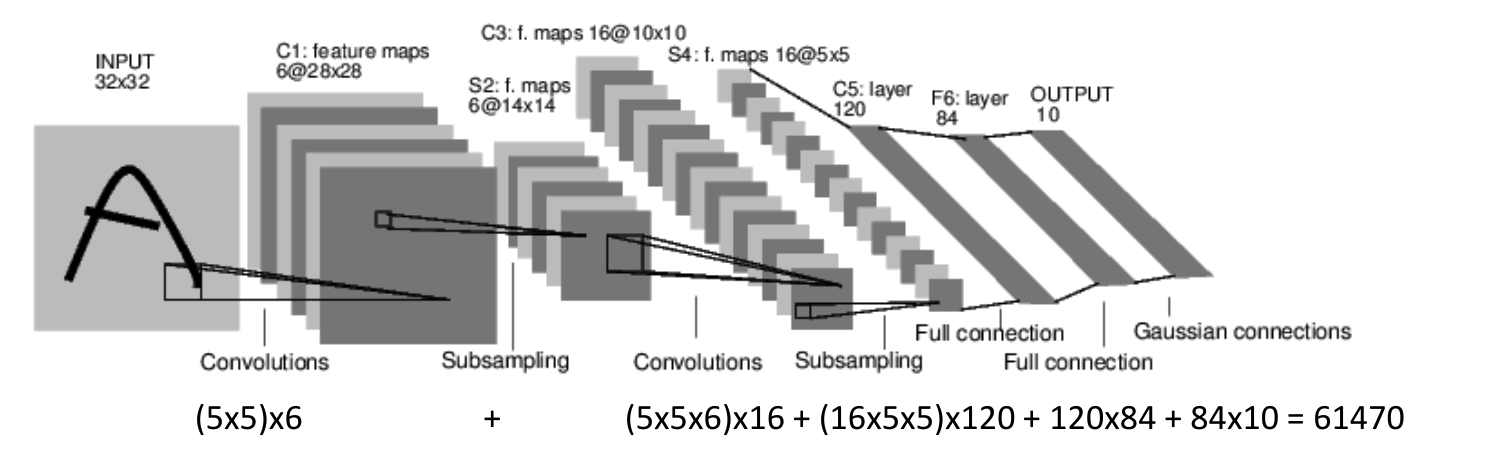 INPUT
32x32
C1: feature maps
6@28x28
S2: f. maps
6@14x14
C3: f. maps 16@10x10
S4: f. maps 16@5x5
C5: layer
120
F6: layer
84
OUTPUT
10
Convolutions
Subsampling
Convolutions
Subsampling
Full connection
Full connection
Gaussian connections
(5x5)x6 + (5x5x6)x16 + (16x5x5)x120 + 120x84 + 84x10 = 61470